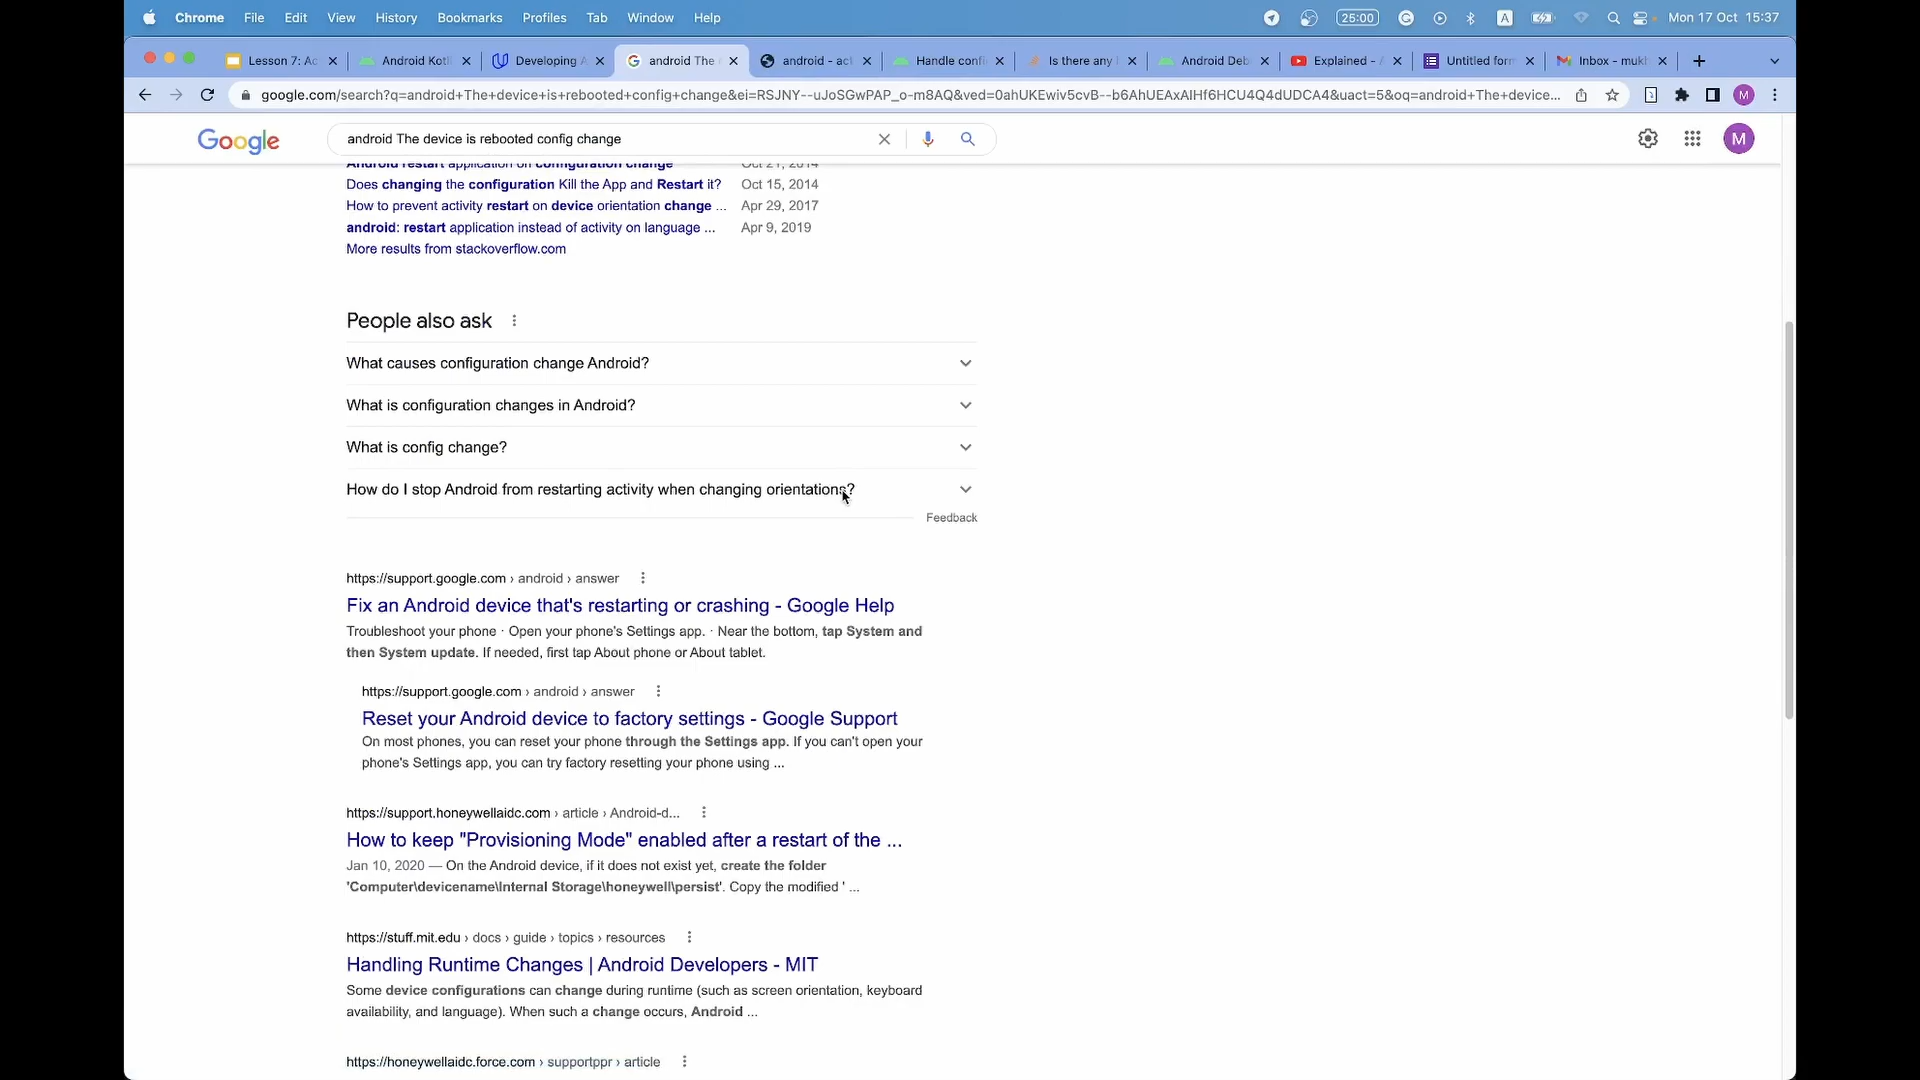 Chrome File Edit View History Bookmarks Profiles Tab Window Help 25:00 A Mon 17 Oct 15:37
Lesson 7: Ac Android Kotl Developing A android The android - act Handle confi Is there any Android Deb Explained - A Untitled form Inbox - mukh
google.com/search?q=android+The+device+is+rebooted+config+change&ei=RSJNY--uJoSGwPAP_o-m8AQ&ved=0ahUKEwiv5cvB--b6AhUEAxAIHf6HCU4Q4dUDCA4&uact=5&oq=android+The+device... M
Google android The device is rebooted config change M
Android restart application on configuration change Oct 21, 2014
Does changing the configuration Kill the App and Restart it? Oct 15, 2014
How to prevent activity restart on device orientation change ... Apr 29, 2017
android: restart application instead of activity on language ... Apr 9, 2019
More results from stackoverflow.com
People also ask
What causes configuration change Android?
What is configuration changes in Android?
What is config change?
How do I stop Android from restarting activity when changing orientations?
Feedback
https://support.google.com › android › answer
Fix an Android device that's restarting or crashing - Google Help
Troubleshoot your phone · Open your phone's Settings app. · Near the bottom, tap System and
then System update. If needed, first tap About phone or About tablet.
https://support.google.com › android › answer
Reset your Android device to factory settings - Google Support
On most phones, you can reset your phone through the Settings app. If you can't open your
phone's Settings app, you can try factory resetting your phone using ...
https://support.honeywellaidc.com › article › Android-d...
How to keep "Provisioning Mode" enabled after a restart of the ...
Jan 10, 2020 — On the Android device, if it does not exist yet, create the folder
'Computer\devicename\Internal Storage\honeywell\persist'. Copy the modified ' ...
https://stuff.mit.edu › docs › guide › topics › resources
Handling Runtime Changes | Android Developers - MIT
Some device configurations can change during runtime (such as screen orientation, keyboard
availability, and language). When such a change occurs, Android ...
https://honeywellaidc.force.com › supportppr › article